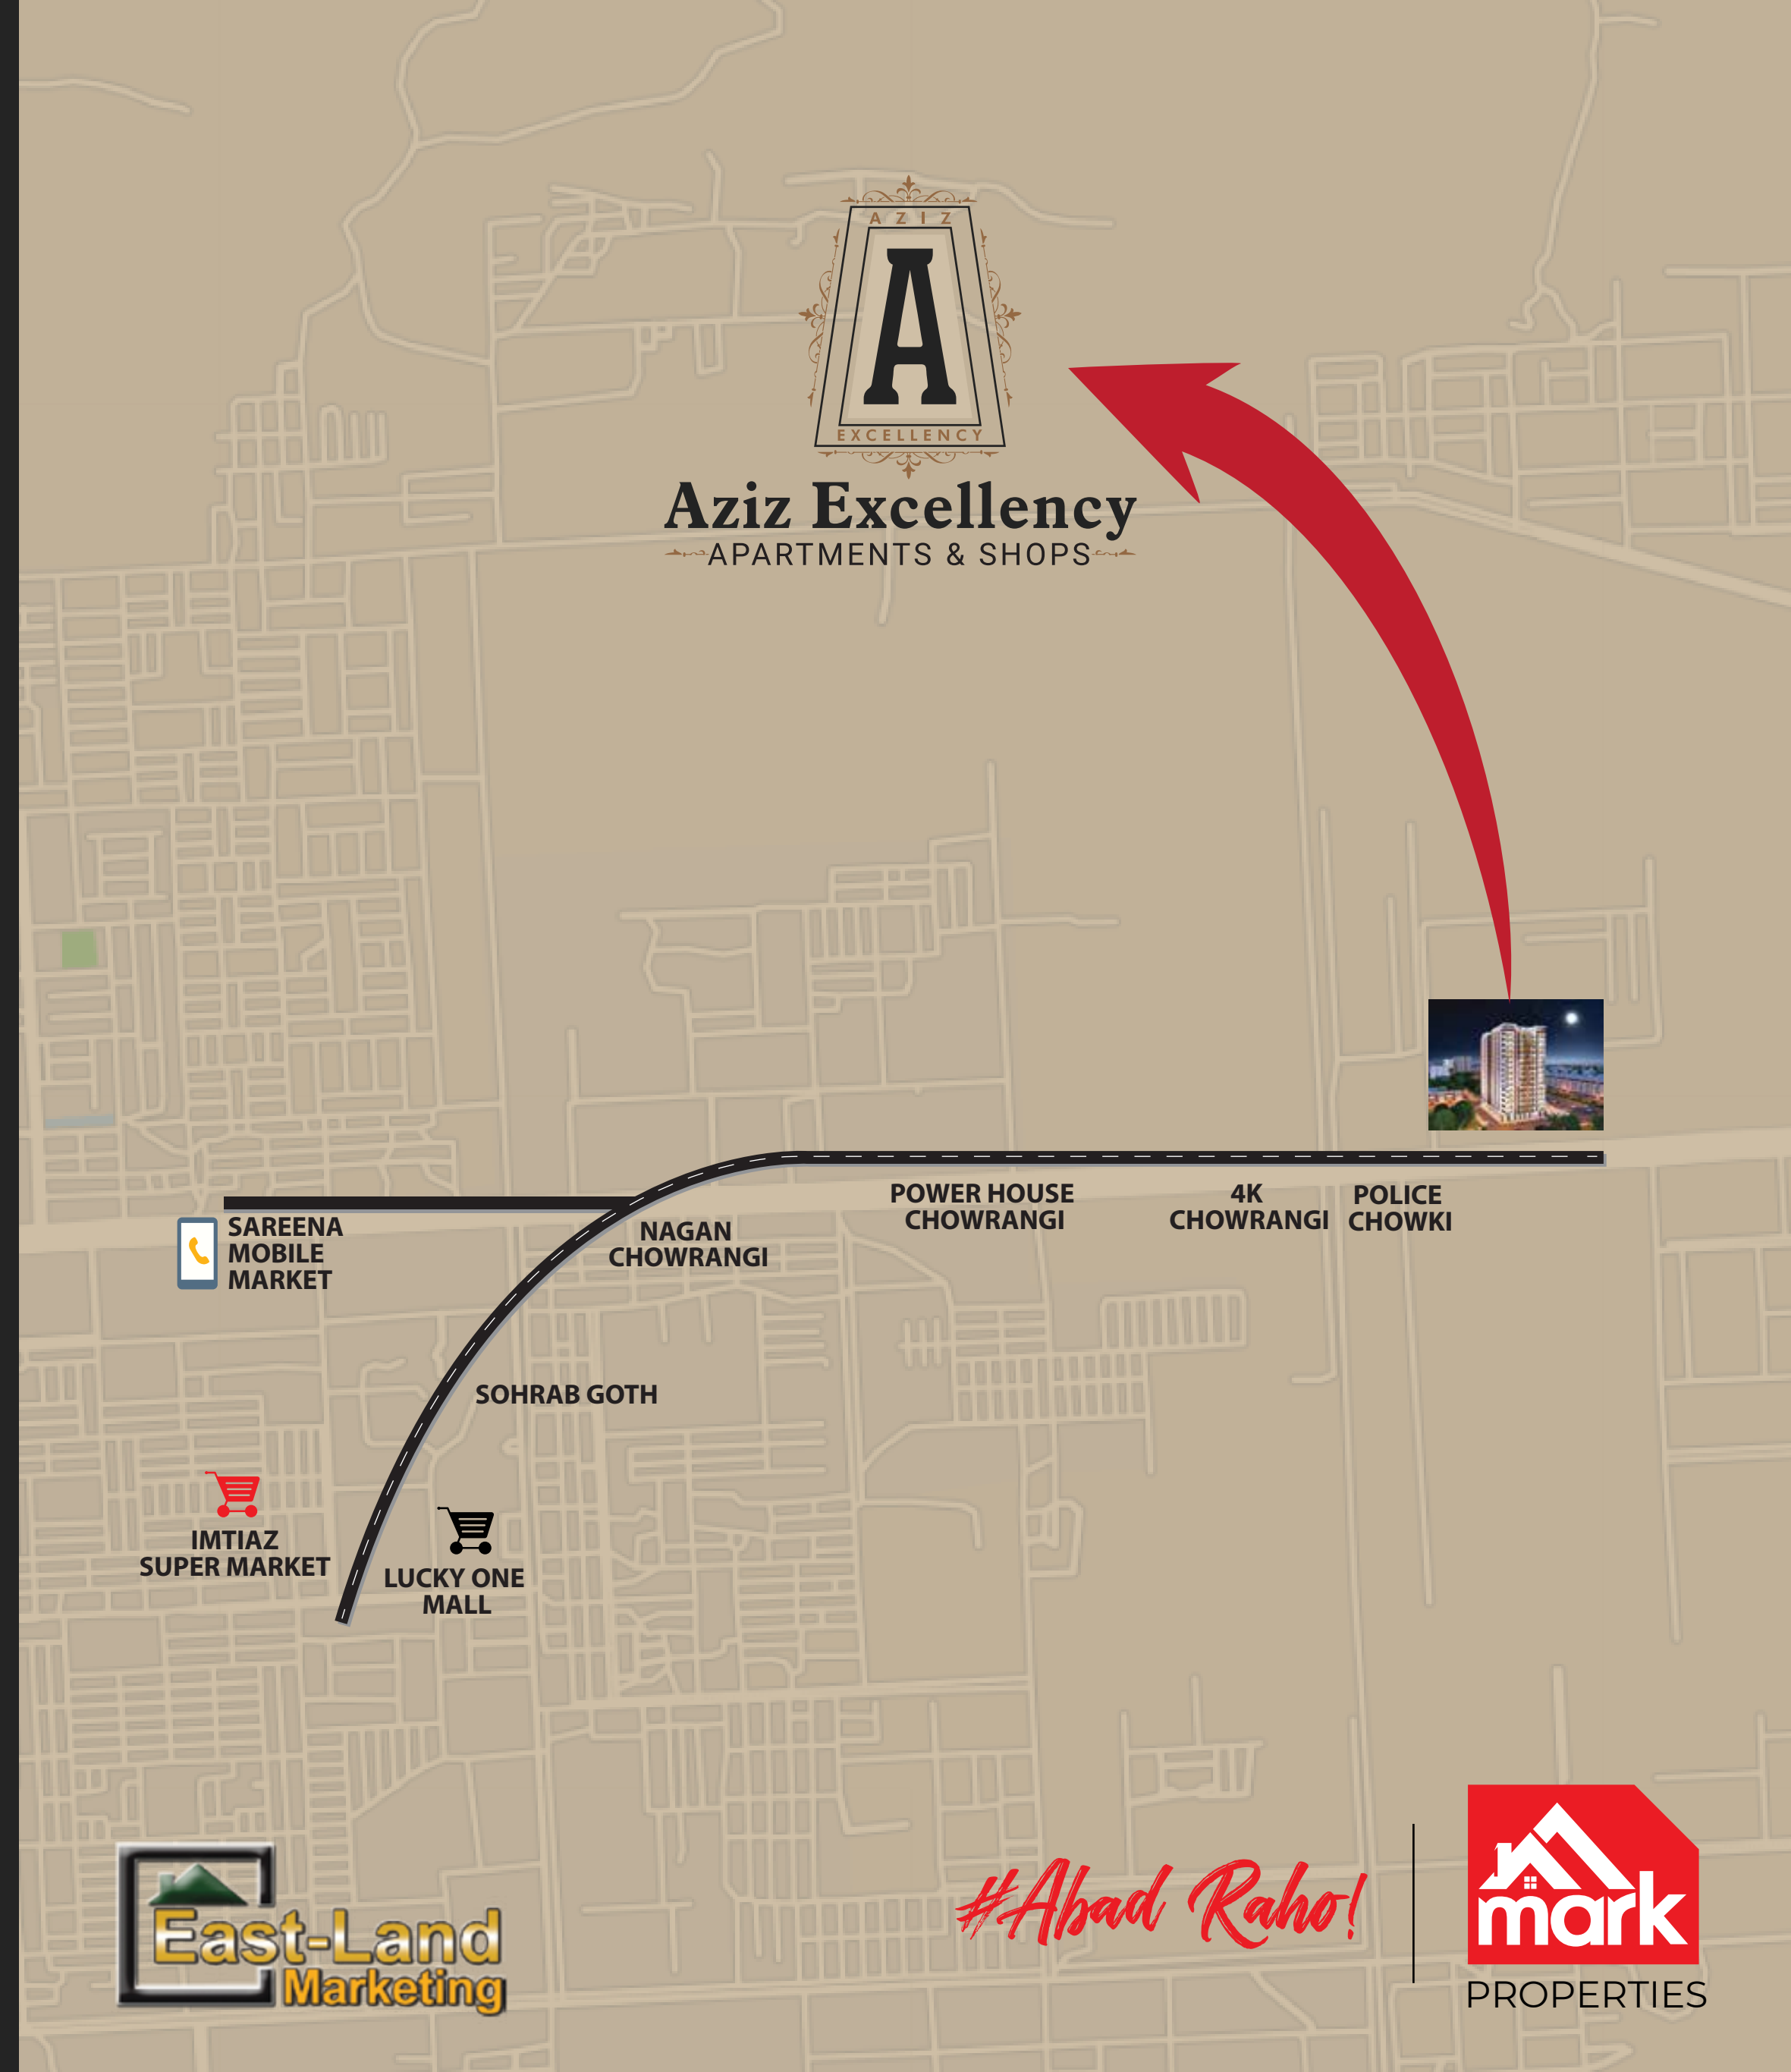 AZIZ
A
EXCELLENCY
Aziz Excellency
APARTMENTS & SHOPS
POWER HOUSE
CHOWRANGI
4K
CHOWRANGI
POLICE
CHOWKI
SAREENA
MOBILE
MARKET
NAGAN
CHOWRANGI
SOHRAB GOTH
IMTIAZ
SUPER MARKET
LUCKY ONE
MALL
East-Land
Marketing
#Abad Raho!
mark
PROPERTIES